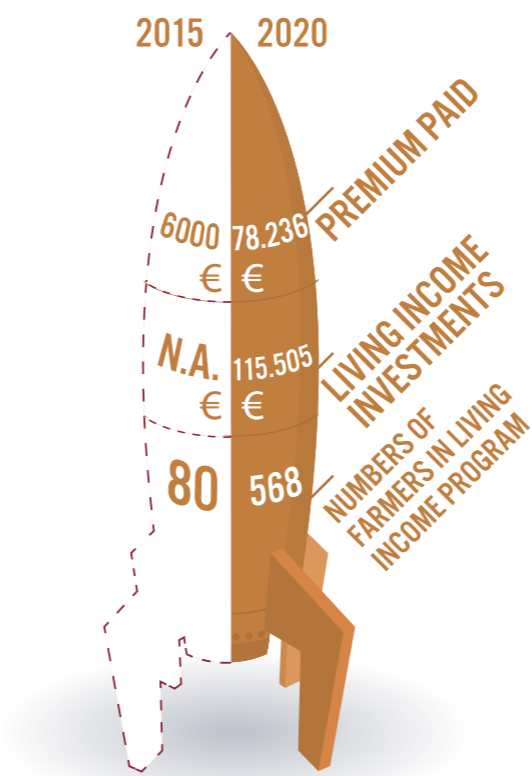 2015 2020
PREMIUM PAID
6000 78.236
€ €
LIVING INCOME
INVESTMENTS
N.A. 115.505
€ €
NUMBERS OF
FARMERS IN LIVING
INCOME PROGRAM
80 568